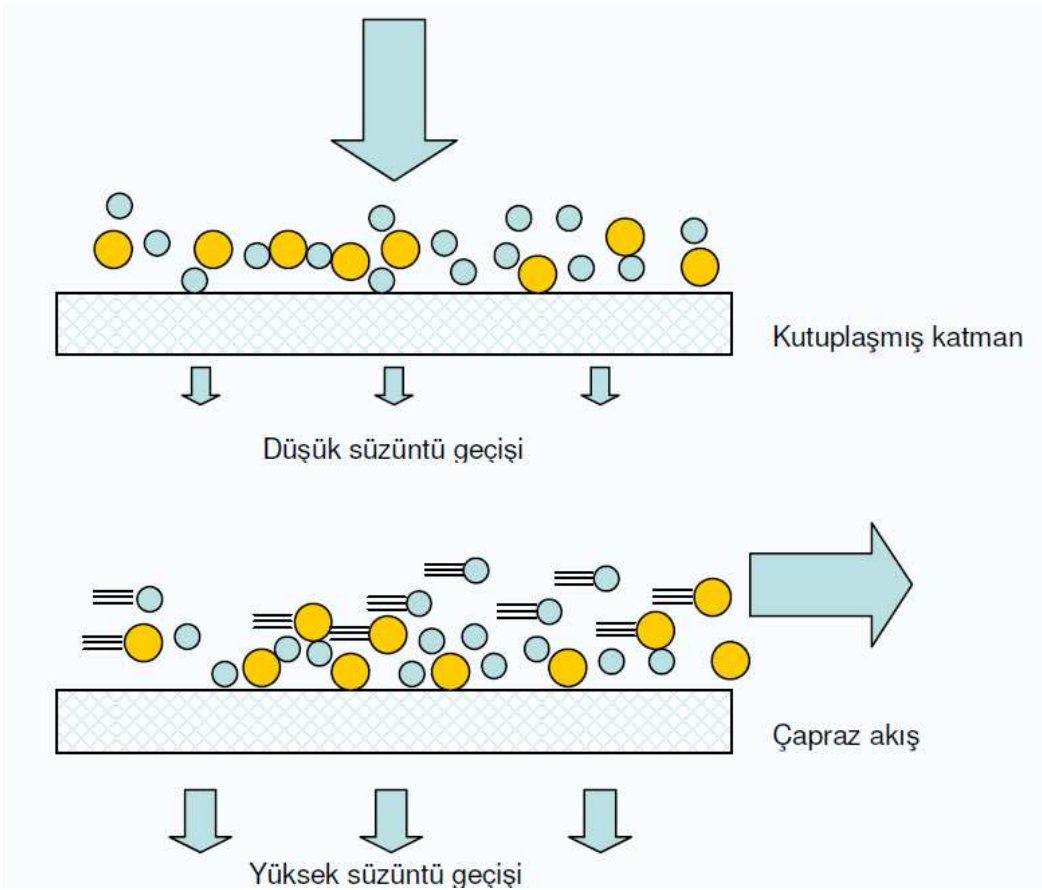 Kutuplaşmış katman
Düşük süzüntü geçişi
Çapraz akış
Yüksek süzüntü geçişi